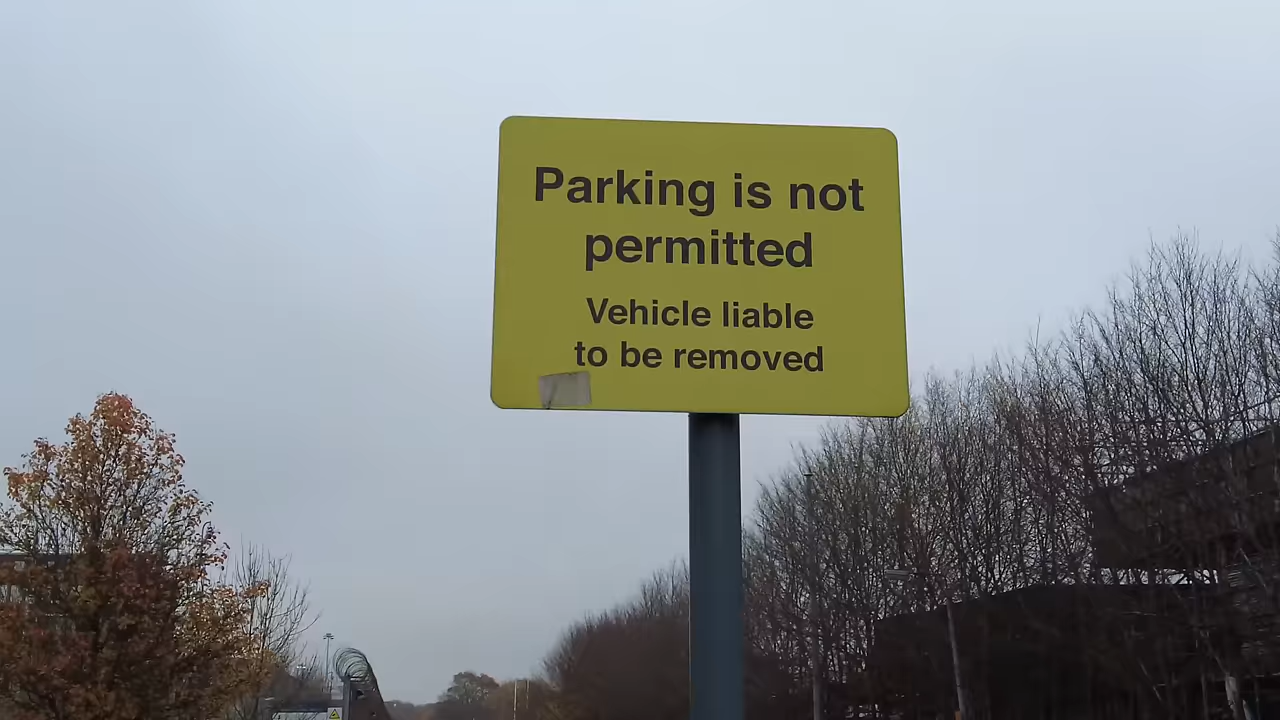 Parking is not
permitted
Vehicle liable
to be removed